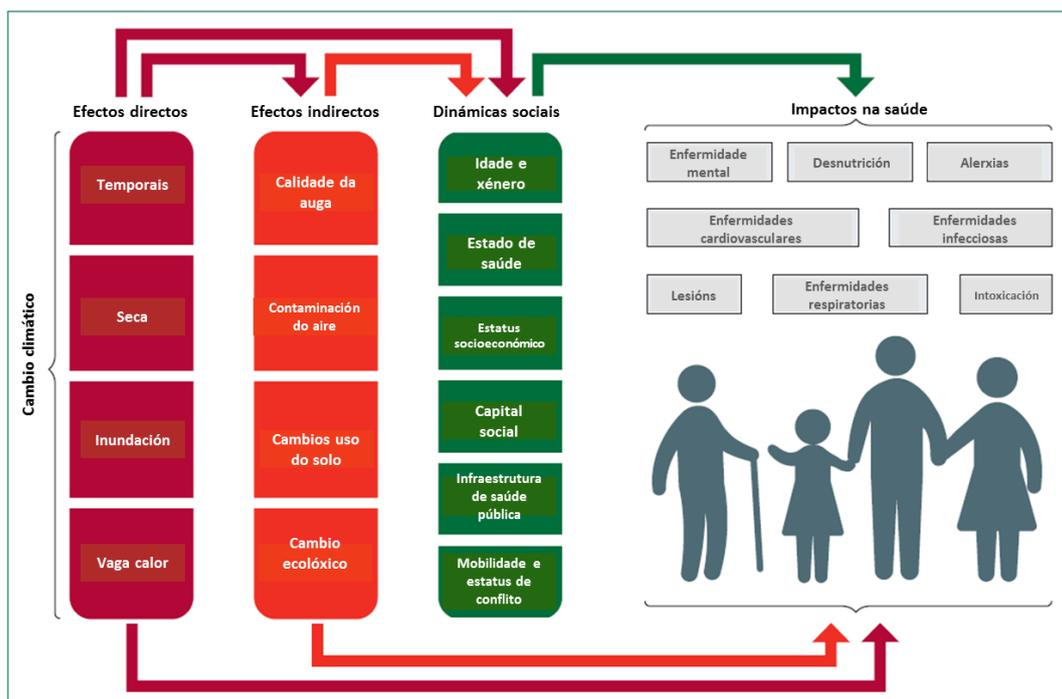 Efectos directos
Efectos indirectos
Dinámicas sociais
Impactos na saúde
Cambio climático
Temporais
Seca
Inundación
Vaga calor
Calidade da
auga
Contaminación
do aire
Cambios uso
do solo
Cambio
ecolóxico
Idade e
xénero
Estado de
saúde
Estatus
socioeconómico
Capital
social
Infraestrutura
de saúde
pública
Mobilidade e
estatus de
conflito
Enfermidade
mental
Desnutrición
Alerxias
Enfermidades
cardiovasculares
Enfermidades
infecciosas
Lesións
Enfermidades
respiratorias
Intoxicación